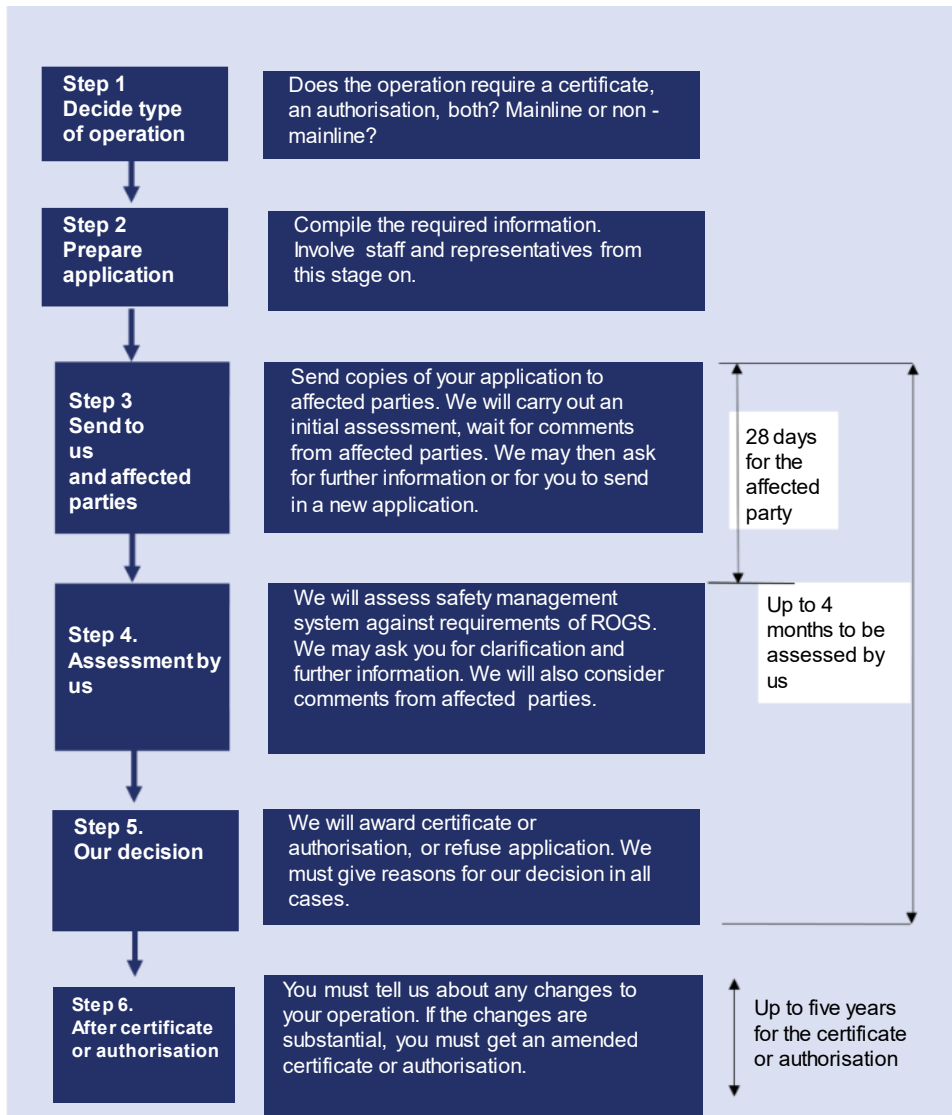 Step 1
Decide type
of operation
Does the operation require a certificate,
an authorisation, both? Mainline or non -
mainline?
Step 2
Prepare
application
Compile the required information.
Involve staff and representatives from
this stage on.
Step 3
Send to
us
and affected
parties
Send copies of your application to
affected parties. We will carry out an
initial assessment, wait for comments
from affected parties. We may then ask
for further information or for you to send
in a new application.
28 days
for the
affected
party
Step 4.
Assessment by
us
We will assess safety management
system against requirements of ROGS.
We may ask you for clarification and
further information. We will also consider
comments from affected parties.
Up to 4
months to be
assessed by
us
Step 5.
Our decision
We will award certificate or
authorisation, or refuse application. We
must give reasons for our decision in all
cases.
Step 6.
After certificate
or authorisation
You must tell us about any changes to
your operation. If the changes are
substantial, you must get an amended
certificate or authorisation.
Up to five years
for the certificate
or authorisation